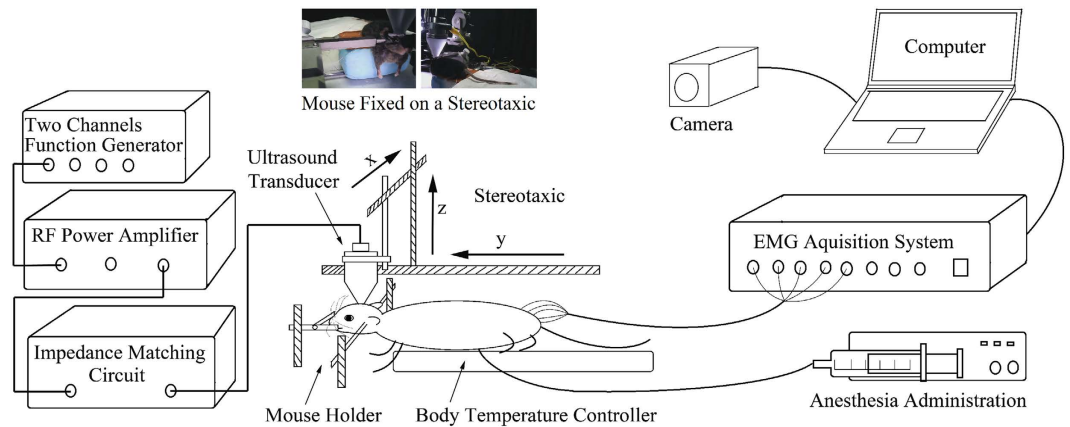 Computer
Camera
Mouse Fixed on a Stereotaxic
Two Channels
Function Generator
Ultrasound
Transducer
x
z
Stereotaxic
y
RF Power Amplifier
EMG Aquisition System
Impedance Matching
Circuit
Mouse Holder
Body Temperature Controller
Anesthesia Administration